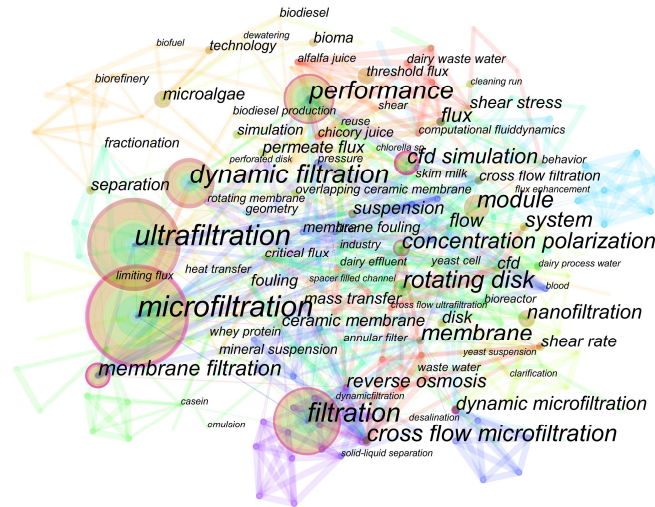 biodiesel
dewatering
bioma
biofuel
technology
alfalfa juice
dairy waste water
threshold flux
biorefinery
cleaning run
microalgae
performance
shear
shear stress
biodiesel production
flux
reuse
simulation
chicory juice
computational fluiddynamics
fractionation
permeate flux
chlorella sp
perforated disk
pressure
cfd simulation
behavior
dynamic filtration
skim milk
cross flow filtration
separation
overlapping ceramic membrane
flux enhancement
rotating membrane
module
geometry
suspension
flow
system
membrane fouling
ultrafiltration
industry
concentration polarization
critical flux
dairy effluent
yeast cell
cfd
dairy process water
limiting flux
heat transfer
fouling
spacer filled channel
rotating disk
blood
microfiltration
mass transfer
cross flow ultrafiltration
bioreactor
nanofiltration
ceramic membrane
disk
whey protein
annular filter
membrane
shear rate
mineral suspension
yeast suspension
membrane filtration
waste water
clarification
reverse osmosis
dynamicfiltration
casein
filtration
dynamic microfiltration
desalination
emulsion
cross flow microfiltration
solid-liquid separation